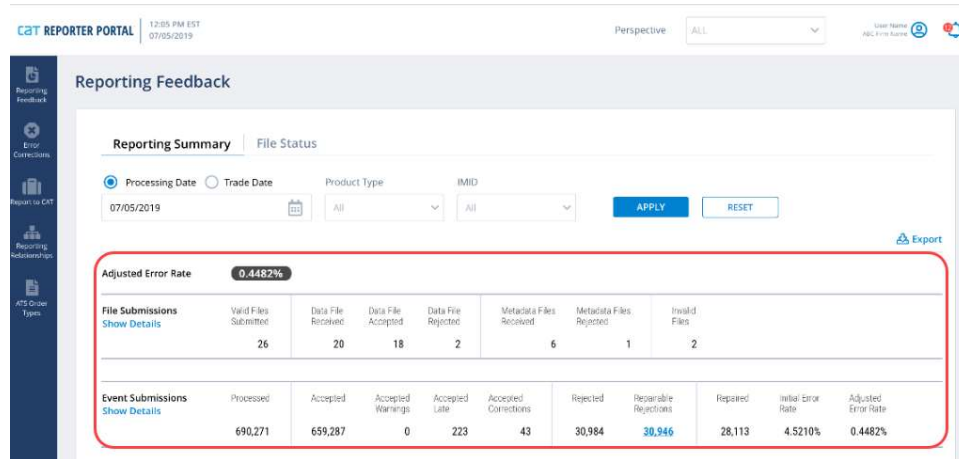 CAT REPORTER PORTAL
12:05 PM EST
07/05/2019
Perspective
ALL
User Name
ABC Firm Name
12
Reporting
Feedback
Error
Corrections
Report to CAT
Reporting
Relationships
ATS Order
Types
Reporting Feedback
Reporting Summary File Status
Processing Date Trade Date Product Type IMID
07/05/2019 All All APPLY RESET
Export
Adjusted Error Rate 0.4482%
File Submissions Valid Files Data File Data File Data File Metadata Files Metadata Files Invalid
Show Details Submitted Received Accepted Rejected Received Rejected Files
26 20 18 2 6 1 2
Event Submissions Processed Accepted Accepted Accepted Accepted Rejected Repairable Repaired Initial Error Adjusted
Show Details Warnings Late Corrections Rejections Rate Error Rate
690,271 659,287 0 223 43 30,984 30,946 28,113 4.5210% 0.4482%